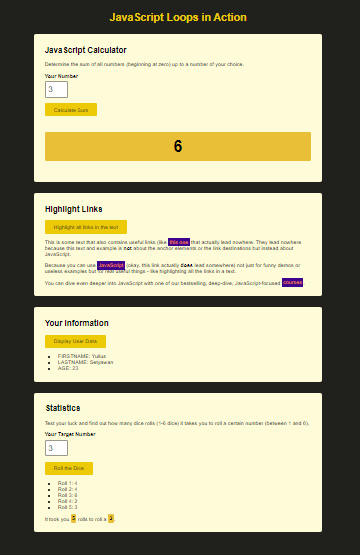 JavaScript Loops in Action
JavaScript Calculator
Determine the sum of all numbers (beginning at zero) up to a number of your choice.
Your Number
3
Calculate Sum
6
Highlight Links
Highlight all links in the text
This is some text that also contains useful links (like this one that actually lead nowhere. They lead nowhere
because this text and example is not about the anchor elements or the link destinations but instead about
JavaScript.
Because you can use JavaScript (okay, this link actually does lead somewhere) not just for funny demos or
useless examples but for real useful things - like highlighting all the links in a text.
You can dive even deeper into JavaScript with one of our bestselling, deep-dive, JavaScript-focused courses
Your Information
Display User Data
FIRSTNAME: Yulius
LASTNAME: Setyawan
AGE: 23
Statistics
Test your luck and find out how many dice rolls (1-6 dice) it takes you to roll a certain number (between 1 and 6).
Your Target Number
3
Roll the Dice
Roll 1: 4
Roll 2: 4
Roll 3: 6
Roll 4: 2
Roll 5: 3
It took you 5 rolls to roll a 3.